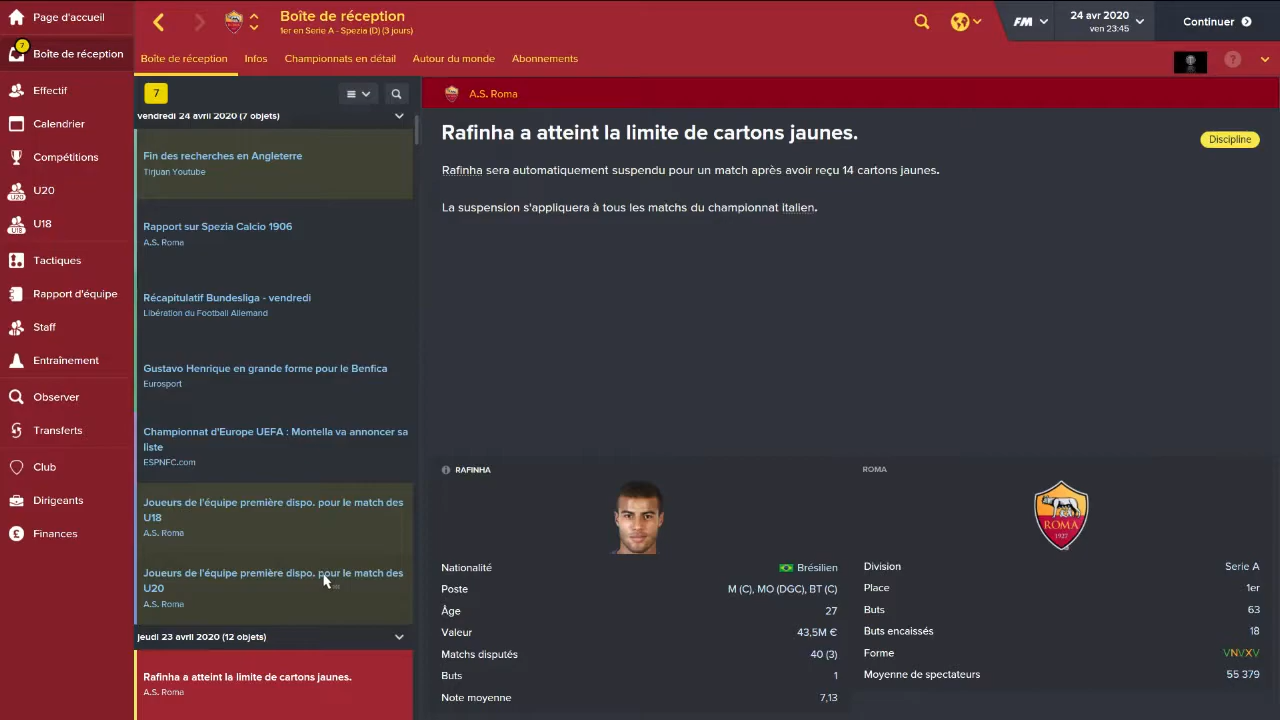 Page d'accueil
7
Boîte de réception
Effectif
Calendrier
Compétitions
U20
U20
U18
U18
Tactiques
Rapport d'équipe
Staff
Entraînement
Observer
Transferts
Club
Dirigeants
Finances
Boîte de réception
1er en Serie A - Spezia (D) (3 jours)
FM
24 avr 2020
ven 23:45
Continuer
Boîte de réception
Infos
Championnats en détail
Autour du monde
Abonnements
?
7
vendredi 24 avril 2020 (7 objets)
Fin des recherches en Angleterre
Tirjuan Youtube
Rapport sur Spezia Calcio 1906
A.S. Roma
Récapitulatif Bundesliga - vendredi
Libération du Football Allemand
Gustavo Henrique en grande forme pour le Benfica
Eurosport
Championnat d'Europe UEFA : Montella va annoncer sa
liste
ESPNFC.com
Joueurs de l'équipe première dispo. pour le match des
U18
A.S. Roma
Joueurs de l'équipe première dispo. pour le match des
U20
A.S. Roma
jeudi 23 avril 2020 (12 objets)
Rafinha a atteint la limite de cartons jaunes.
A.S. Roma
A.S. Roma
Rafinha a atteint la limite de cartons jaunes.
Discipline
Rafinha sera automatiquement suspendu pour un match après avoir reçu 14 cartons jaunes.
La suspension s'appliquera à tous les matchs du championnat italien.
RAFINHA
Nationalité Brésilien
Poste M (C), MO (DGC), BT (C)
Âge 27
Valeur 43,5M €
Matchs disputés 40 (3)
Buts 1
Note moyenne 7,13
ROMA
ROMA
1927
Division Serie A
Place 1er
Buts 63
Buts encaissés 18
Forme VNVXV
Moyenne de spectateurs 55 379